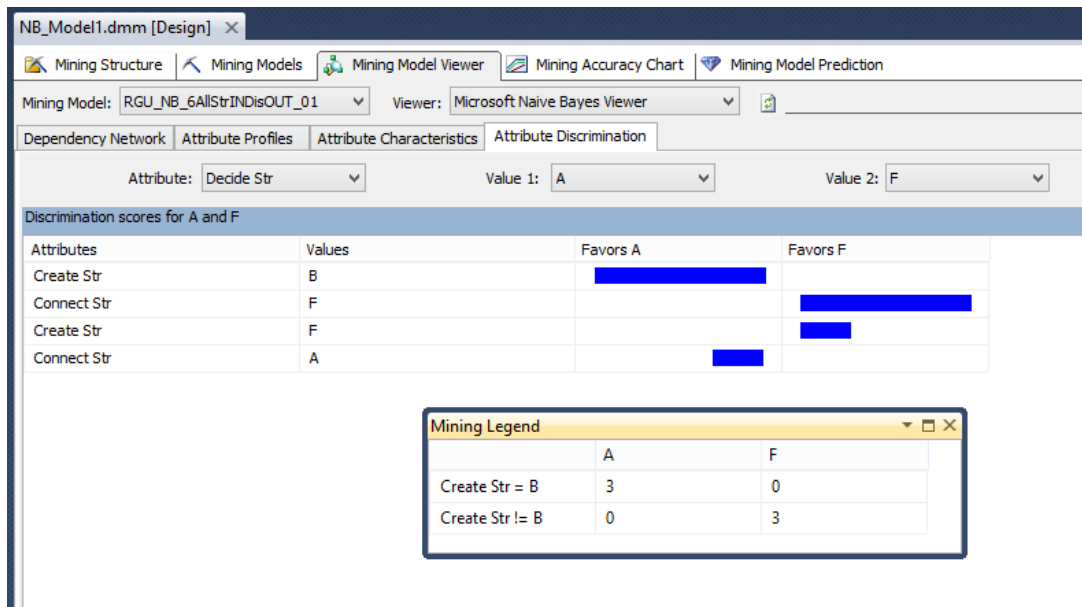 NB_Model1.dmm [Design]
Mining Structure Mining Models Mining Model Viewer Mining Accuracy Chart Mining Model Prediction
Mining Model: RGU_NB_6AllStrINDisOUT_01 Viewer: Microsoft Naive Bayes Viewer
Dependency Network Attribute Profiles Attribute Characteristics Attribute Discrimination
Attribute: Decide Str Value 1: A Value 2: F
Discrimination scores for A and F
Attributes Values Favors A Favors F
Create Str B
Connect Str F
Create Str F
Connect Str A
Mining Legend
A F
Create Str = B 3 0
Create Str != B 0 3